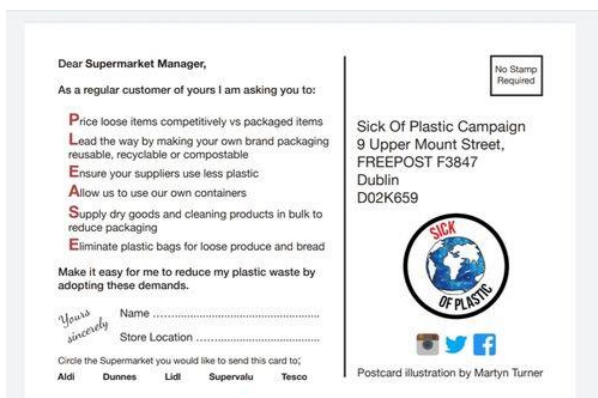 Dear Supermarket Manager,
As a regular customer of yours I am asking you to:
Price loose items competitively vs packaged items
Lead the way by making your own brand packaging
reusable, recyclable or compostable
Ensure your suppliers use less plastic
Allow us to use our own containers
Supply dry goods and cleaning products in bulk to
reduce packaging
Eliminate plastic bags for loose produce and bread
Make it easy for me to reduce my plastic waste by
adopting these demands.
Yours
sincerely
Name ......................................................
Store Location ..........................................
Circle the Supermarket you would like to send this card to;
Aldi Dunnes Lidl Supervalu Tesco
No Stamp
Required
Sick Of Plastic Campaign
9 Upper Mount Street,
FREEPOST F3847
Dublin
D02K659
SICK
OF PLASTIC
Postcard illustration by Martyn Turner